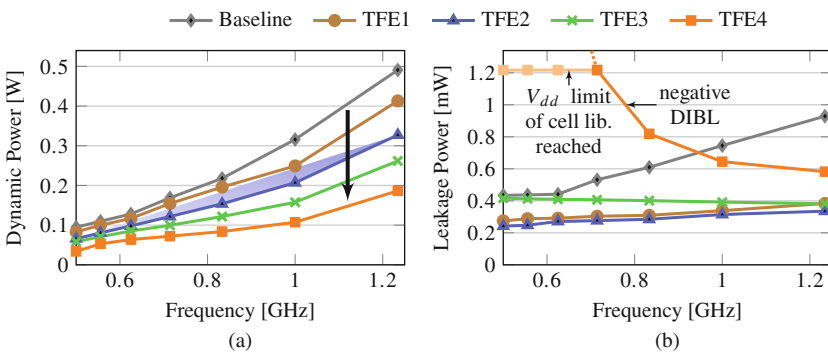 Baseline TFE1 TFE2 TFE3 TFE4
Dynamic Power [W]
0.5
0.4
0.3
0.2
0.1
0
0.6 0.8 1 1.2
Frequency [GHz]
(a)
Leakage Power [mW]
1.2
1
0.8
0.6
0.4
0.2
0
V_dd limit
of cell lib.
reached
negative
DIBL
0.6 0.8 1 1.2
Frequency [GHz]
(b)